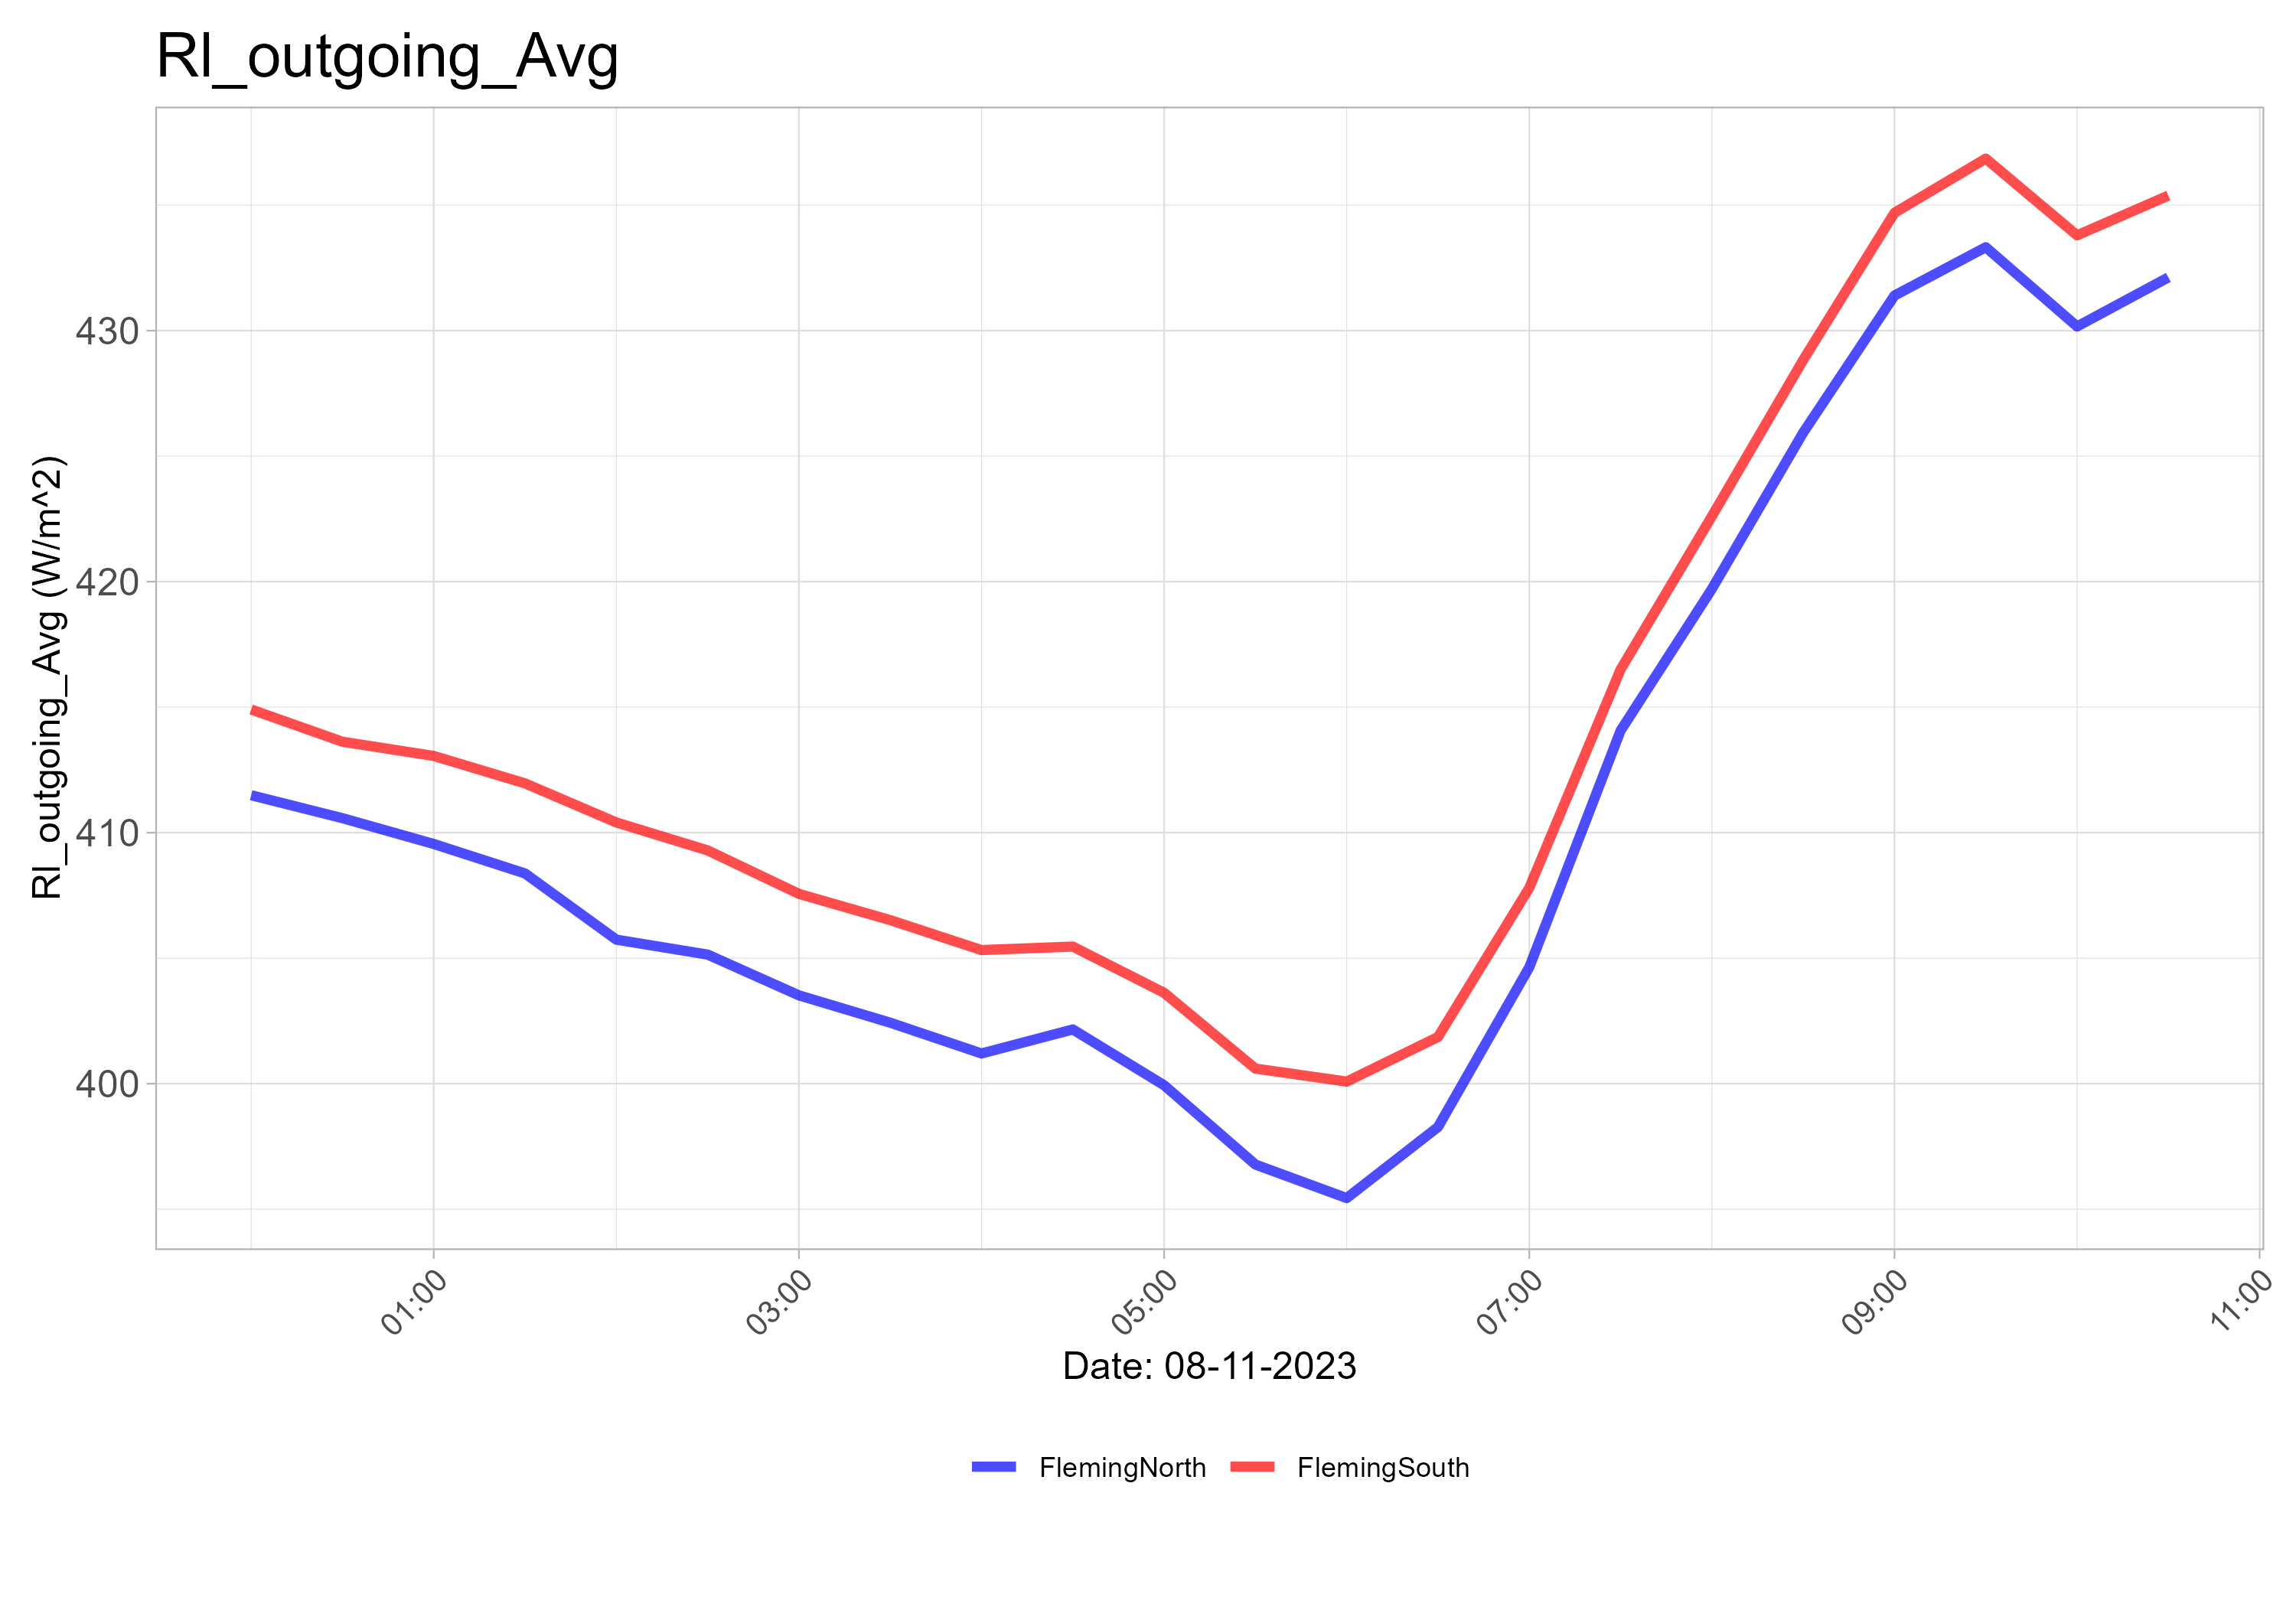 Rl_outgoing_Avg
Rl_outgoing_Avg (W/m^2)
430
420
410
400
01:00
03:00
05:00
07:00
09:00
11:00
Date: 08-11-2023
FlemingNorth
FlemingSouth